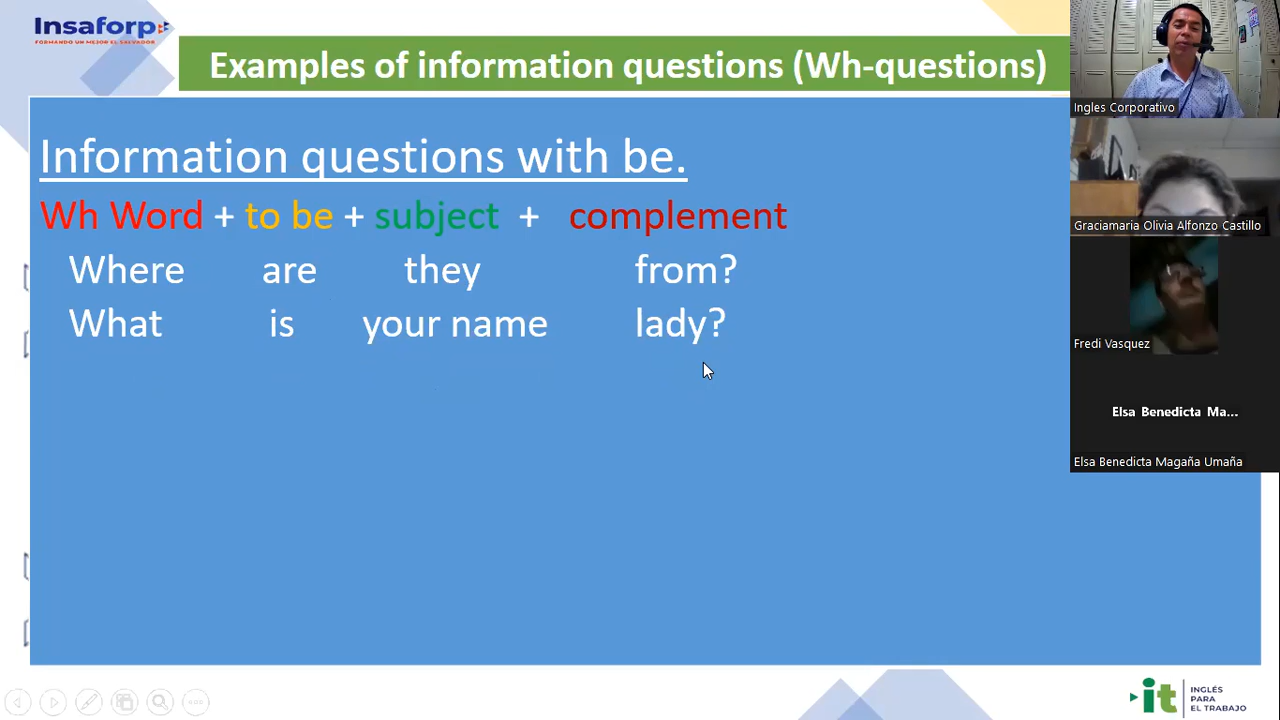 Insaforp
FORMANDO UN MEJOR EL SALVADOR
Examples of information questions (Wh-questions)
Information questions with be.
Wh Word + to be + subject + complement
Where are they from?
What is your name lady?
Ingles Corporativo
Graciamaria Olivia Alfonzo Castillo
Fredi Vasquez
Elsa Benedicta Ma...
Elsa Benedicta Magaña Umaña
it
INGLÉS
PARA
EL TRABAJO